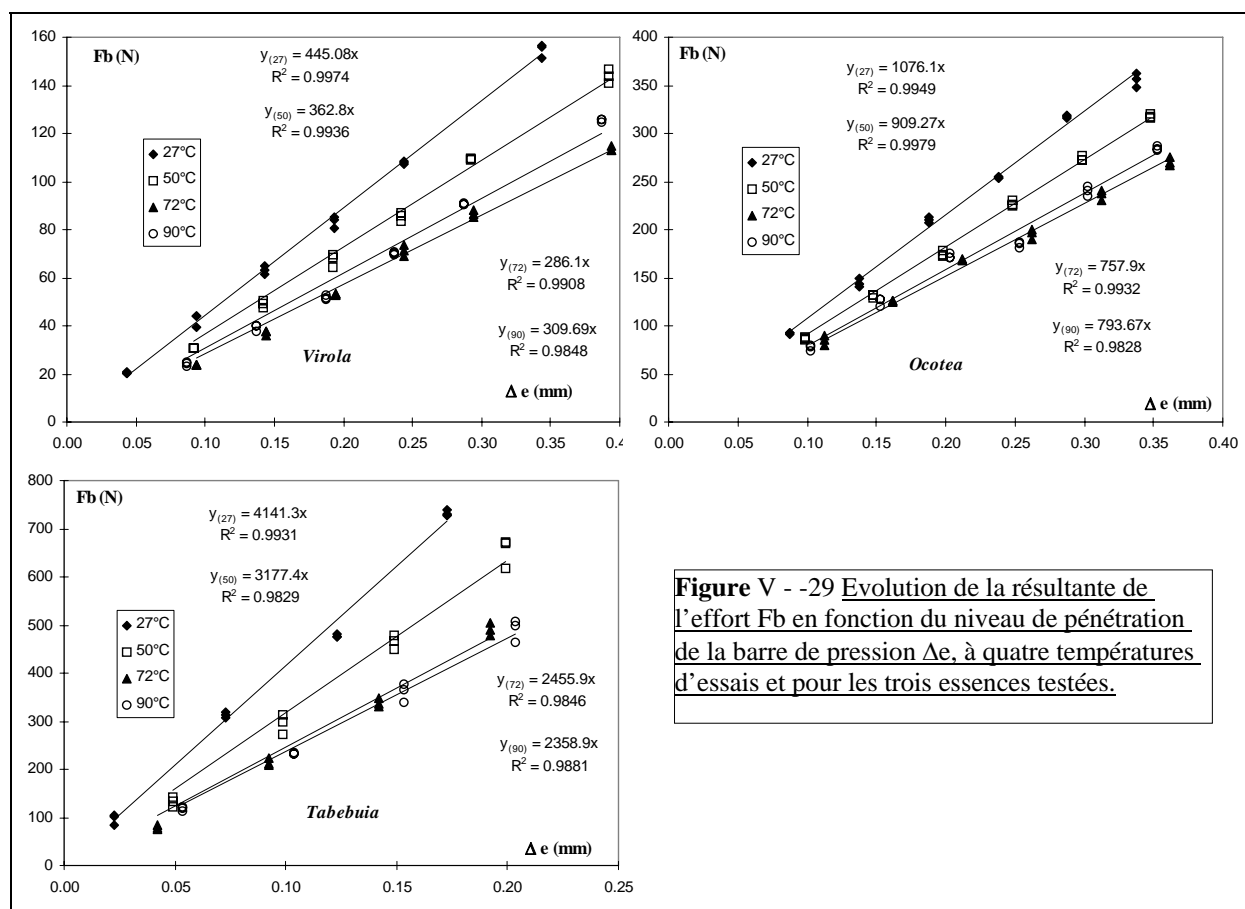 Fb (N)
160
140
120
100
80
60
40
20
0
y(27) = 445.08x
R² = 0.9974
y(50) = 362.8x
R² = 0.9936
27°C
50°C
72°C
90°C
y(72) = 286.1x
R² = 0.9908
y(90) = 309.69x
R² = 0.9848
Virola
Δ e (mm)
0.00 0.05 0.10 0.15 0.20 0.25 0.30 0.35 0.4
Fb (N)
400
350
300
250
200
150
100
50
0
y(27) = 1076.1x
R² = 0.9949
y(50) = 909.27x
R² = 0.9979
27°C
50°C
72°C
90°C
y(72) = 757.9x
R² = 0.9932
y(90) = 793.67x
R² = 0.9828
Ocotea
Δ e (mm)
0.00 0.05 0.10 0.15 0.20 0.25 0.30 0.35 0.40
Fb (N)
800
700
600
500
400
300
200
100
0
y(27) = 4141.3x
R² = 0.9931
y(50) = 3177.4x
R² = 0.9829
27°C
50°C
72°C
90°C
y(72) = 2455.9x
R² = 0.9846
y(90) = 2358.9x
R² = 0.9881
Tabebuia
Δ e (mm)
0.00 0.05 0.10 0.15 0.20 0.25
Figure V - -29 Evolution de la résultante de
l'effort Fb en fonction du niveau de pénétration
de la barre de pression Δe, à quatre températures
d'essais et pour les trois essences testées.